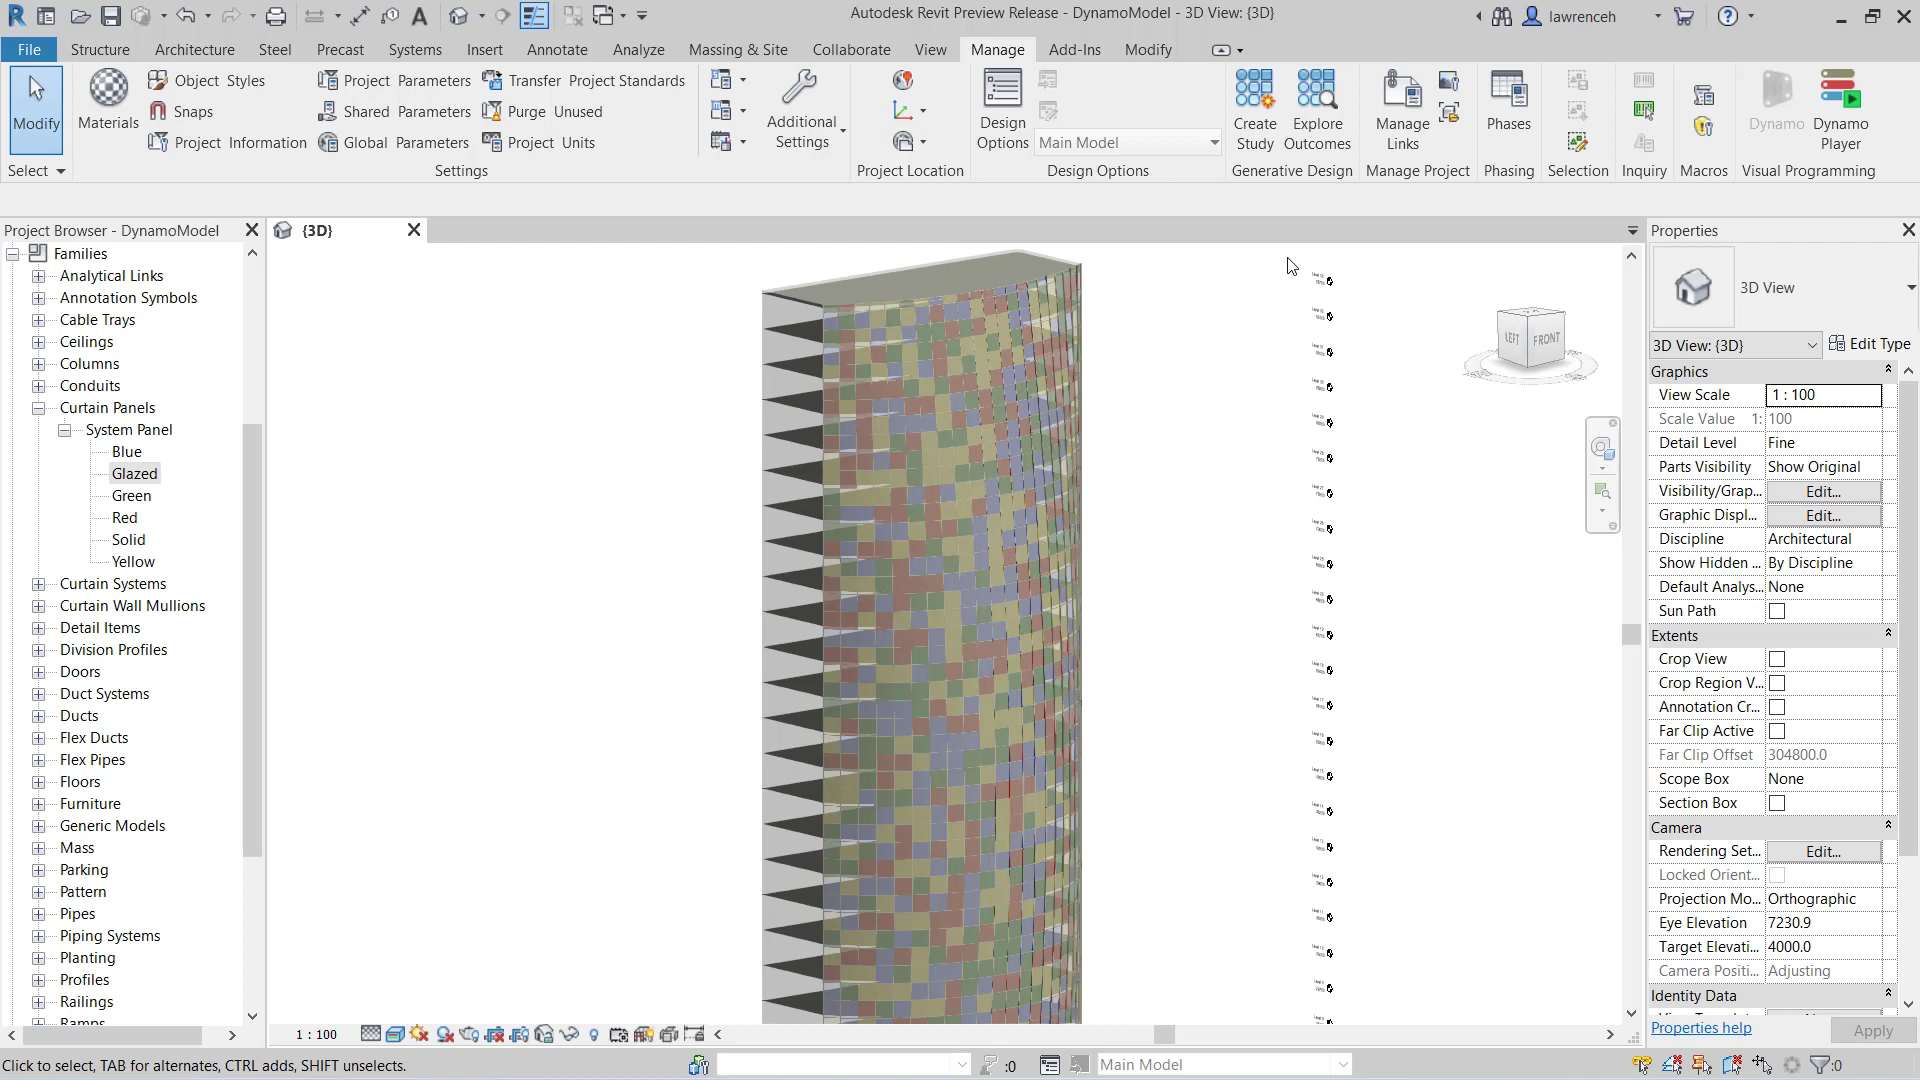 Autodesk Revit Preview Release - DynamoModel - 3D View: {3D}
lawrenceh
File Structure Architecture Steel Precast Systems Insert Annotate Analyze Massing & Site Collaborate View Manage Add-Ins Modify
Modify
Select
Materials
Object Styles
Snaps
Project Information
Project Parameters
Shared Parameters
Global Parameters
Transfer Project Standards
Purge Unused
Project Units
Settings
Additional
Settings
Project Location
Design
Options
Main Model
Design Options
Create
Study
Explore
Outcomes
Generative Design
Manage
Links
Manage Project
Phases
Phasing
Selection
Inquiry
Macros
Dynamo
Dynamo
Player
Visual Programming
Project Browser - DynamoModel
Families
Analytical Links
Annotation Symbols
Cable Trays
Ceilings
Columns
Conduits
Curtain Panels
System Panel
Blue
Glazed
Green
Red
Solid
Yellow
Curtain Systems
Curtain Wall Mullions
Detail Items
Division Profiles
Doors
Duct Systems
Ducts
Flex Ducts
Flex Pipes
Floors
Furniture
Generic Models
Mass
Parking
Pattern
Pipes
Piping Systems
Planting
Profiles
Railings
Ramps
{3D}
LEFT
FRONT
1 : 100
Properties
3D View
3D View: {3D}
Edit Type
Graphics
View Scale 1 : 100
Scale Value 1: 100
Detail Level Fine
Parts Visibility Show Original
Visibility/Grap... Edit...
Graphic Displ... Edit...
Discipline Architectural
Show Hidden ... By Discipline
Default Analys... None
Sun Path
Extents
Crop View
Crop Region V...
Annotation Cr...
Far Clip Active
Far Clip Offset 304800.0
Scope Box None
Section Box
Camera
Rendering Set... Edit...
Locked Orient...
Projection Mo... Orthographic
Eye Elevation 7230.9
Target Elevati... 4000.0
Camera Positi... Adjusting
Identity Data
Properties help
Apply
Click to select, TAB for alternates, CTRL adds, SHIFT unselects.
:0
Main Model
:0